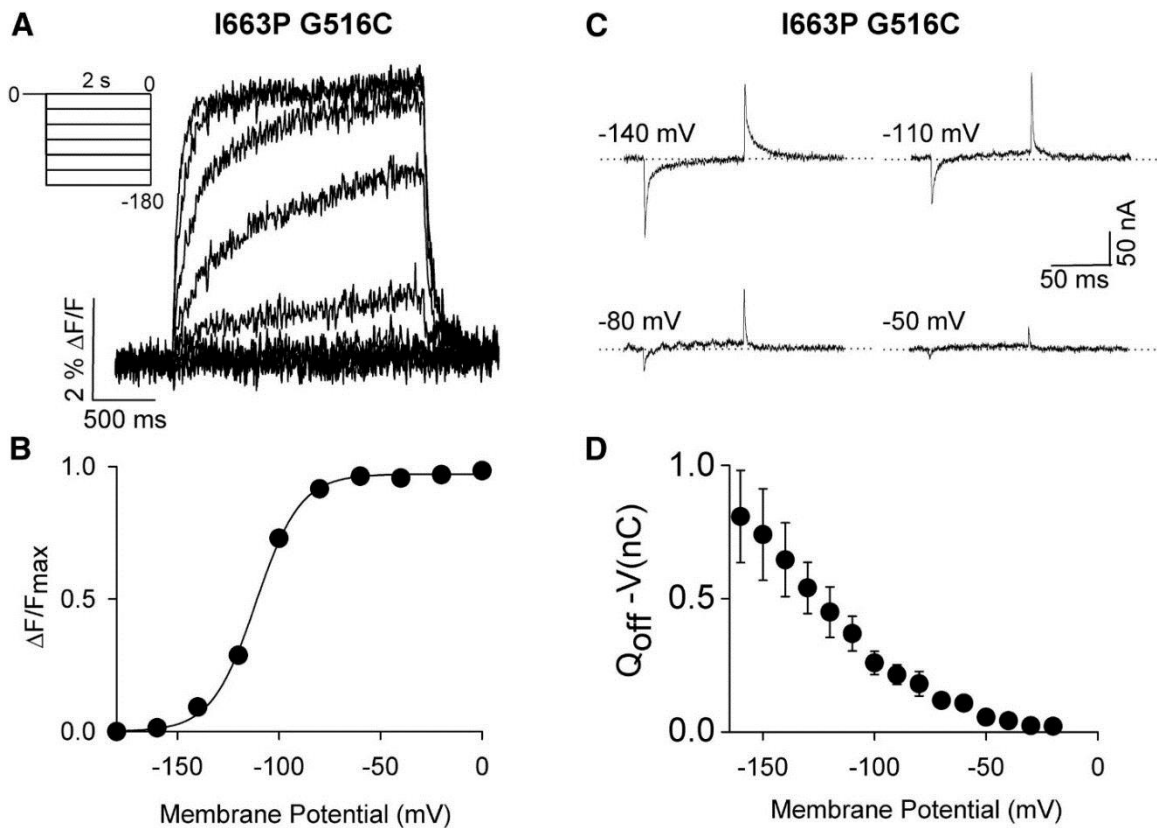 A
I663P G516C
2 s
0
0
-180
2 % ΔF/F
500 ms
C
I663P G516C
-140 mV
-110 mV
50 nA
50 ms
-80 mV
-50 mV
B
1.0
0.5
0.0
ΔF/Fmax
-150
-100
-50
0
Membrane Potential (mV)
D
1.0
0.5
0.0
Qoff -V(nC)
-150
-100
-50
0
Membrane Potential (mV)